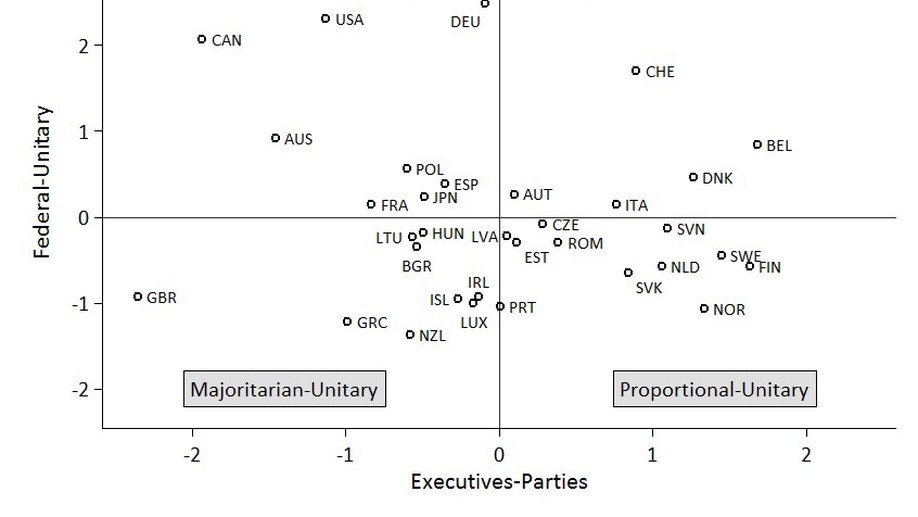 USA
DEU
2
CAN
CHE
1
AUS
BEL
POL
DNK
ESP
AUT
JPN
FRA
ITA
0
CZE
SVN
HUN
LTU
LVA
ROM
EST
SWE
BGR
NLD
FIN
IRL
SVK
GBR
ISL
-1
PRT
NOR
LUX
GRC
NZL
Majoritarian-Unitary
Proportional-Unitary
-2
Federal-Unitary
-2 -1 0 1 2
Executives-Parties